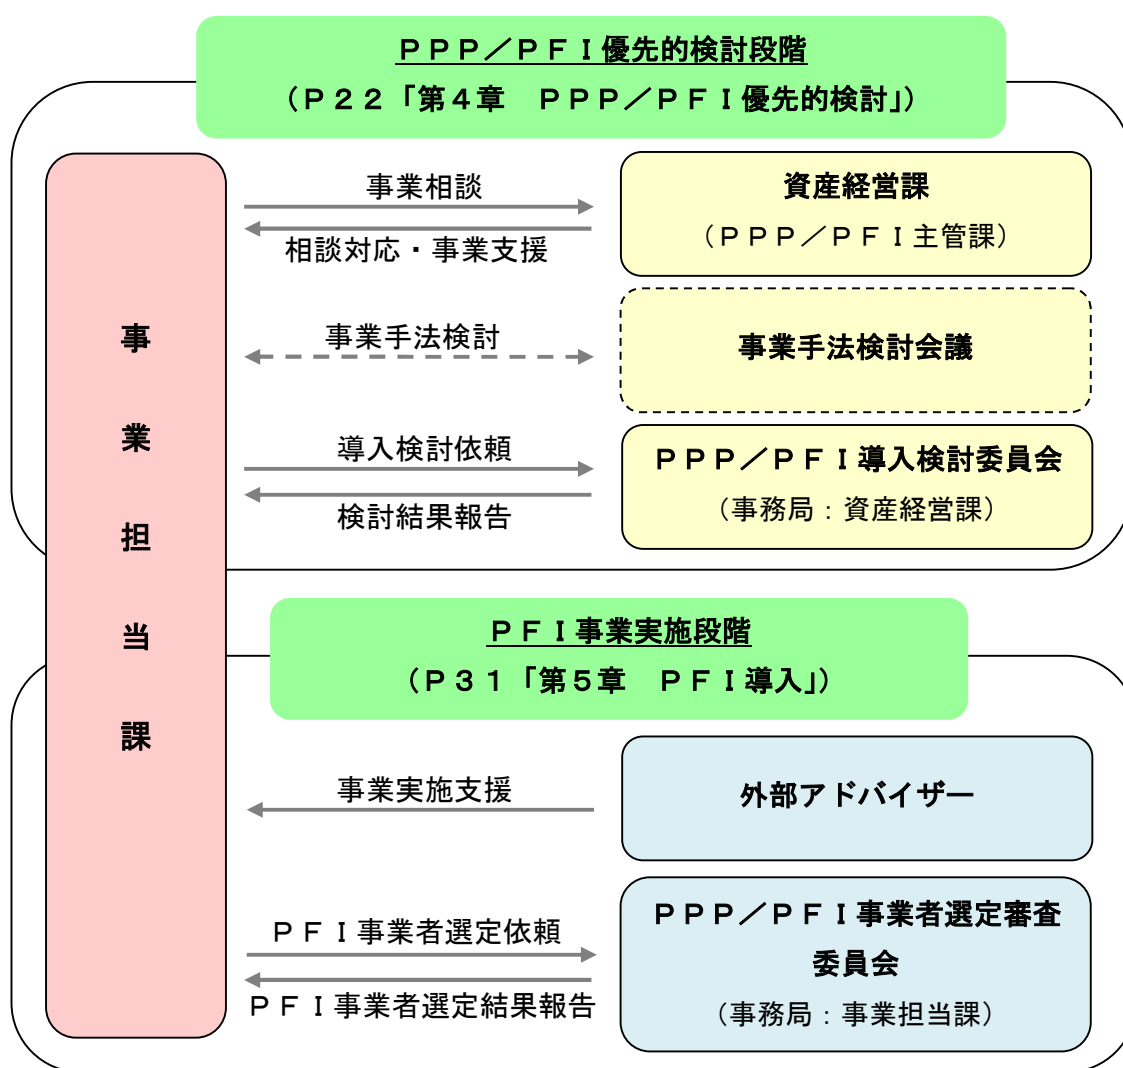 ＰＰＰ／ＰＦＩ優先的検討段階
（Ｐ２２「第４章　ＰＰＰ／ＰＦＩ優先的検討」）
事業担当課
事業相談
相談対応・事業支援
資産経営課
（ＰＰＰ／ＰＦＩ主管課）
事業手法検討
事業手法検討会議
導入検討依頼
検討結果報告
ＰＰＰ／ＰＦＩ導入検討委員会
（事務局：資産経営課）
ＰＦＩ事業実施段階
（Ｐ３１「第５章　ＰＦＩ導入」）
事業実施支援
外部アドバイザー
ＰＦＩ事業者選定依頼
ＰＦＩ事業者選定結果報告
ＰＰＰ／ＰＦＩ事業者選定審査
委員会
（事務局：事業担当課）